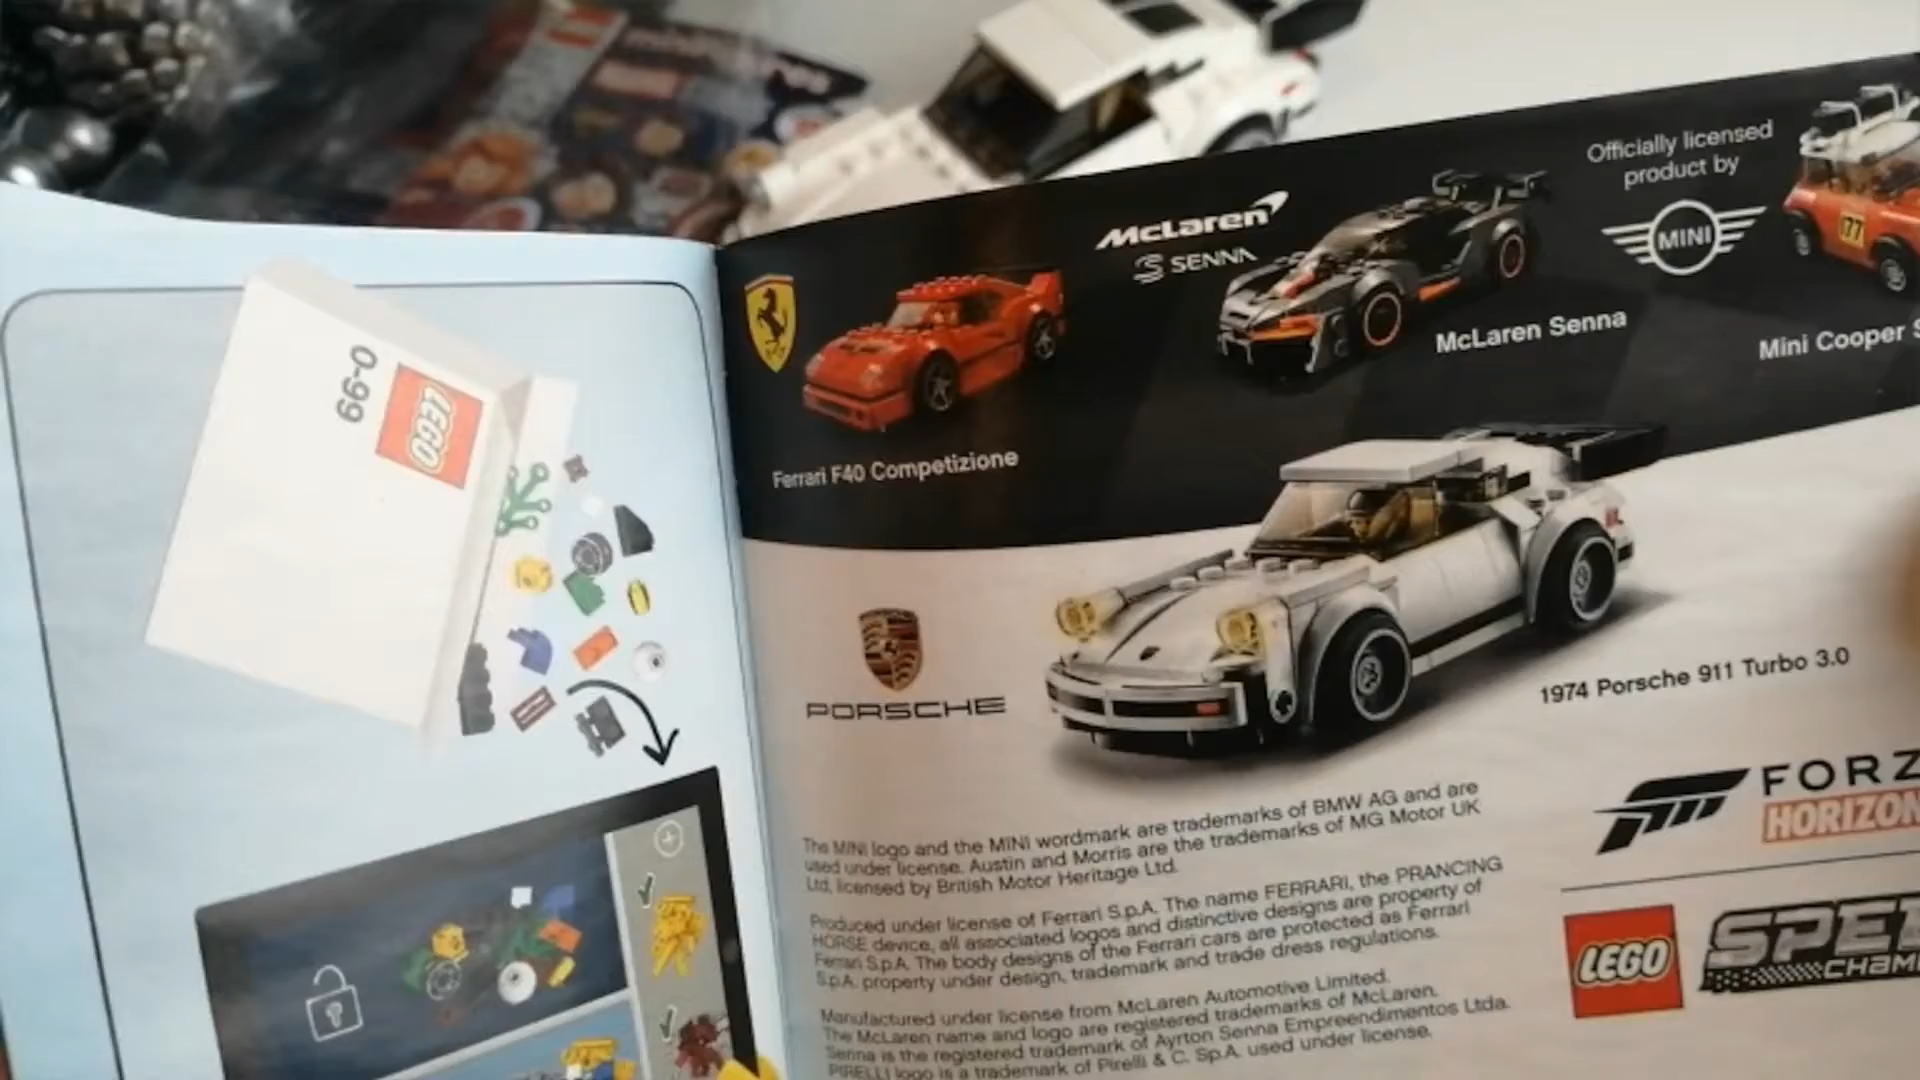 minifigures
0-99
LEGO
McLaren
SENNA
Officially licensed
product by
MINI
177
McLaren Senna
Mini Cooper S
Ferrari F40 Competizione
PORSCHE
1974 Porsche 911 Turbo 3.0
FORZ
HORIZON
LEGO
SPEE
CHAM
The MINI logo and the MINI wordmark are trademarks of BMW AG and are
used under license. Austin and Morris are the trademarks of MG Motor UK
Ltd, licensed by British Motor Heritage Ltd.
Produced under license of Ferrari S.p.A. The name FERRARI, the PRANCING
HORSE device, all associated logos and distinctive designs are property of
Ferrari S.p.A. The body designs of the Ferrari cars are protected as Ferrari
S.p.A. property under design, trademark and trade dress regulations.
Manufactured under license from McLaren Automotive Limited.
The McLaren name and logo are registered trademarks of McLaren.
Senna is the registered trademark of Ayrton Senna Empreendimentos Ltda.
PIRELLI logo is a trademark of Pirelli & C. S.p.A. used under license.